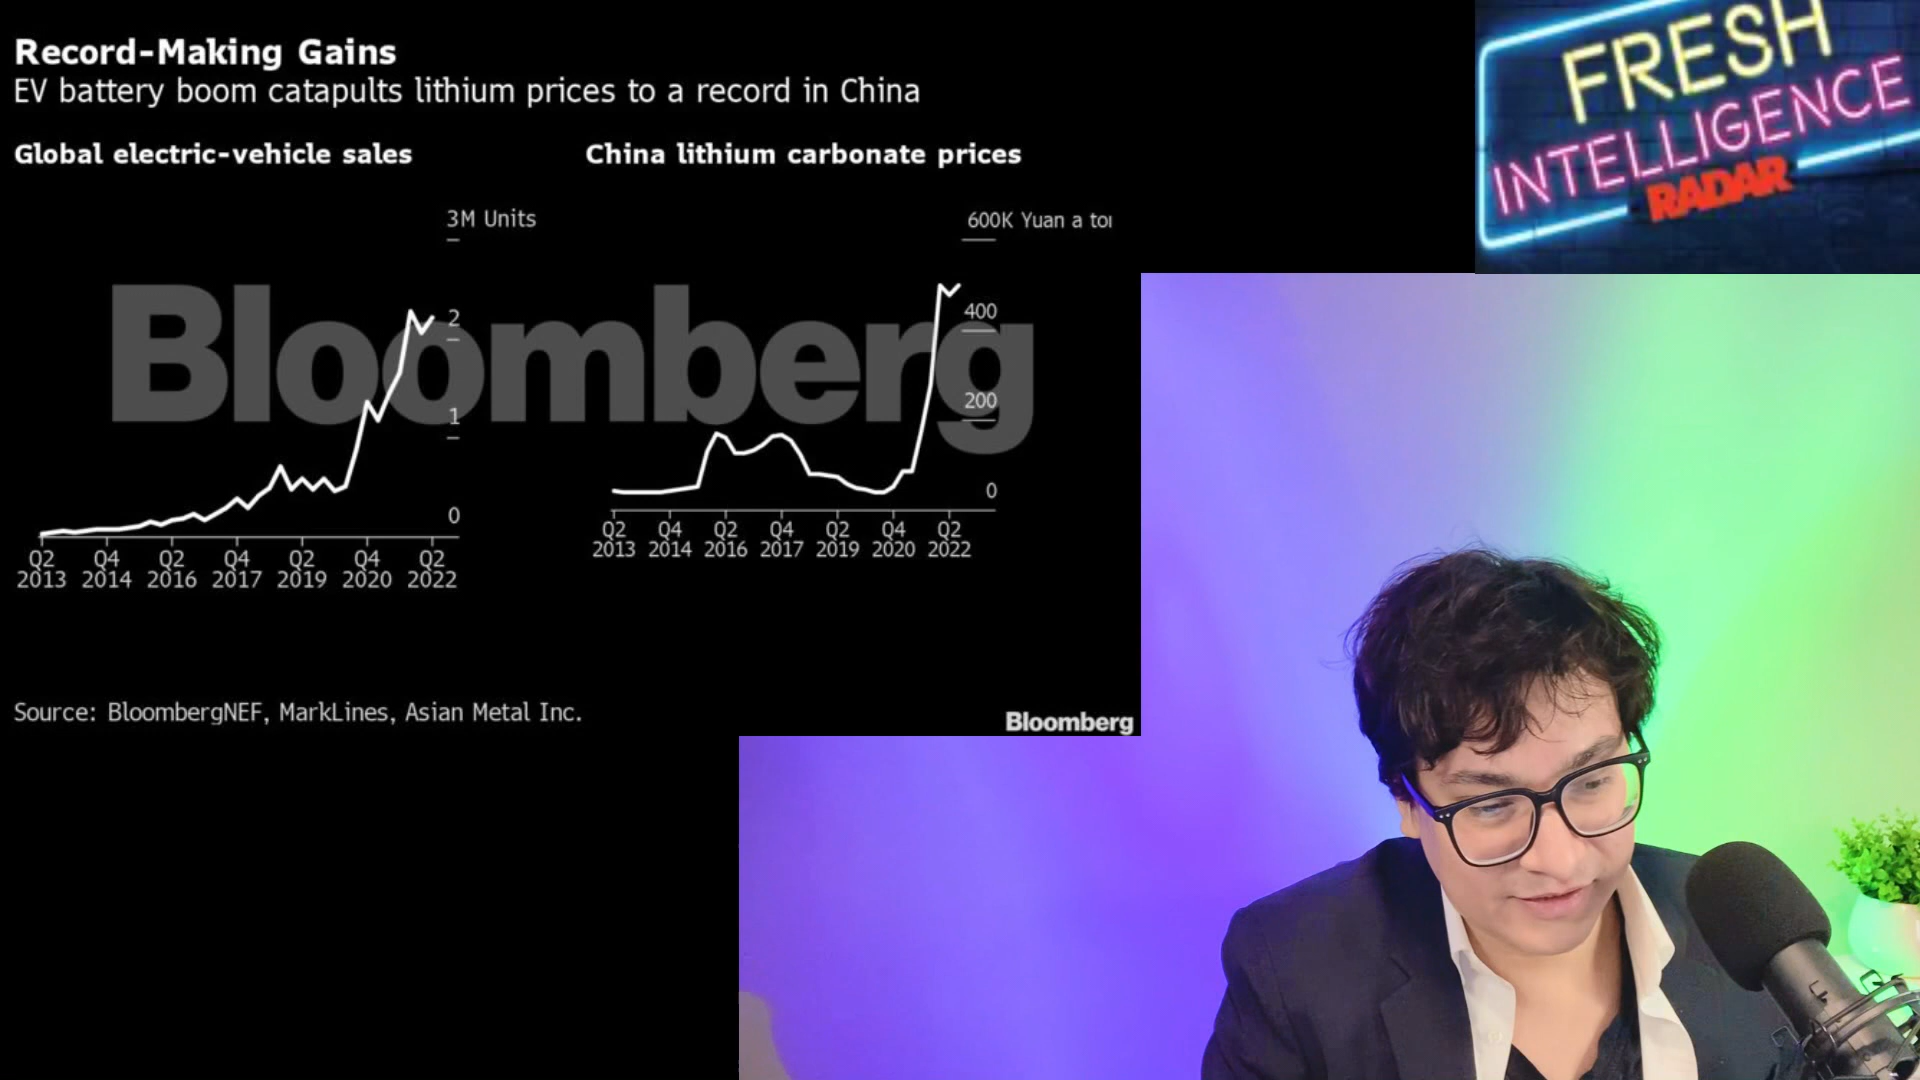 Record-Making Gains
EV battery boom catapults lithium prices to a record in China
Global electric-vehicle sales
China lithium carbonate prices
3M Units
2
1
0
Q2 Q4 Q2 Q4 Q2 Q4 Q2
2013 2014 2016 2017 2019 2020 2022
600K Yuan a
400
200
0
Q2 Q4 Q2 Q4 Q2 Q4 Q2
2013 2014 2016 2017 2019 2020 2022
Bloomberg
Source: BloombergNEF, MarkLines, Asian Metal Inc.
Bloomberg
FRESH
INTELLIGENCE
RADAR